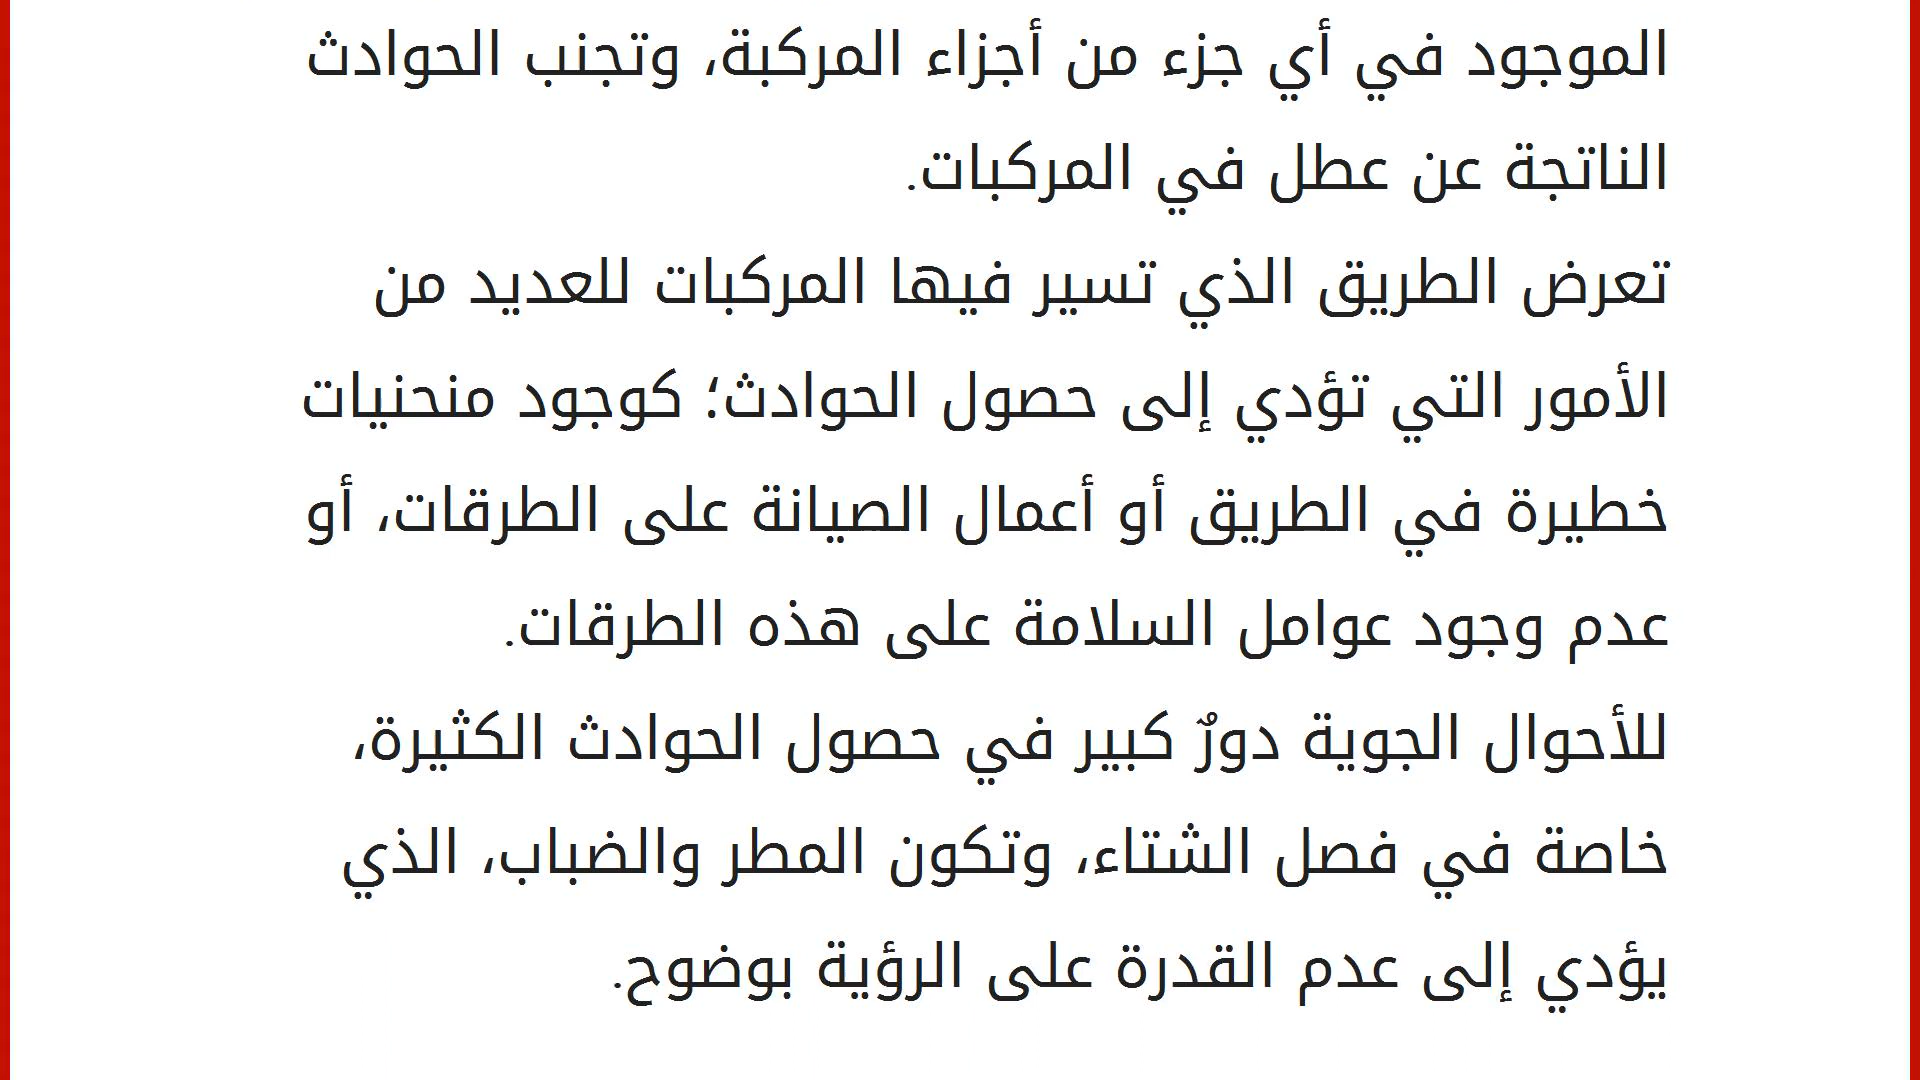 الموجود في أي جزء من أجزاء المركبة، وتجنب الحوادث
الناتجة عن عطل في المركبات.
تعرض الطريق الذي تسير فيها المركبات للعديد من
الأمور التي تؤدي إلى حصول الحوادث؛ كوجود منحنيات
خطيرة في الطريق أو أعمال الصيانة على الطرقات، أو
عدم وجود عوامل السلامة على هذه الطرقات.
للأحوال الجوية دورٌ كبير في حصول الحوادث الكثيرة،
خاصة في فصل الشتاء، وتكون المطر والضباب، الذي
يؤدي إلى عدم القدرة على الرؤية بوضوح.